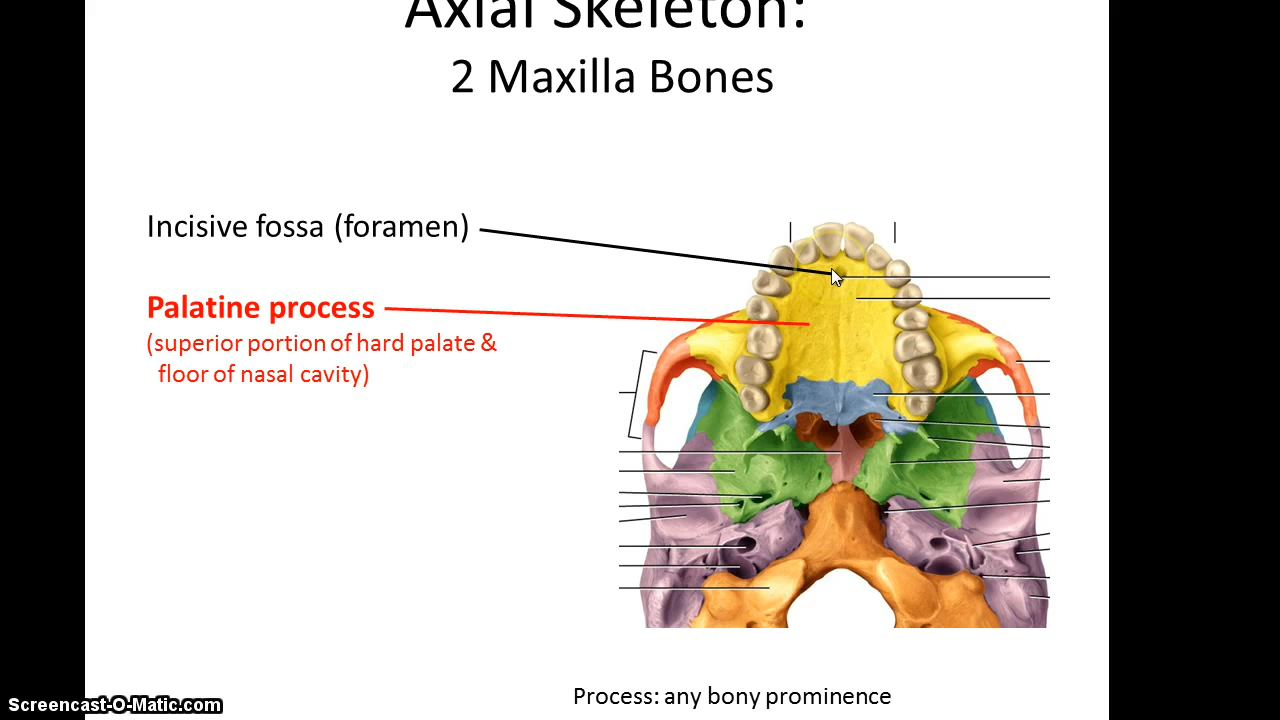 Axial Skeleton:
2 Maxilla Bones
Incisive fossa (foramen)
Palatine process
(superior portion of hard palate &
floor of nasal cavity)
Process: any bony prominence
Screencast-O-Matic.com